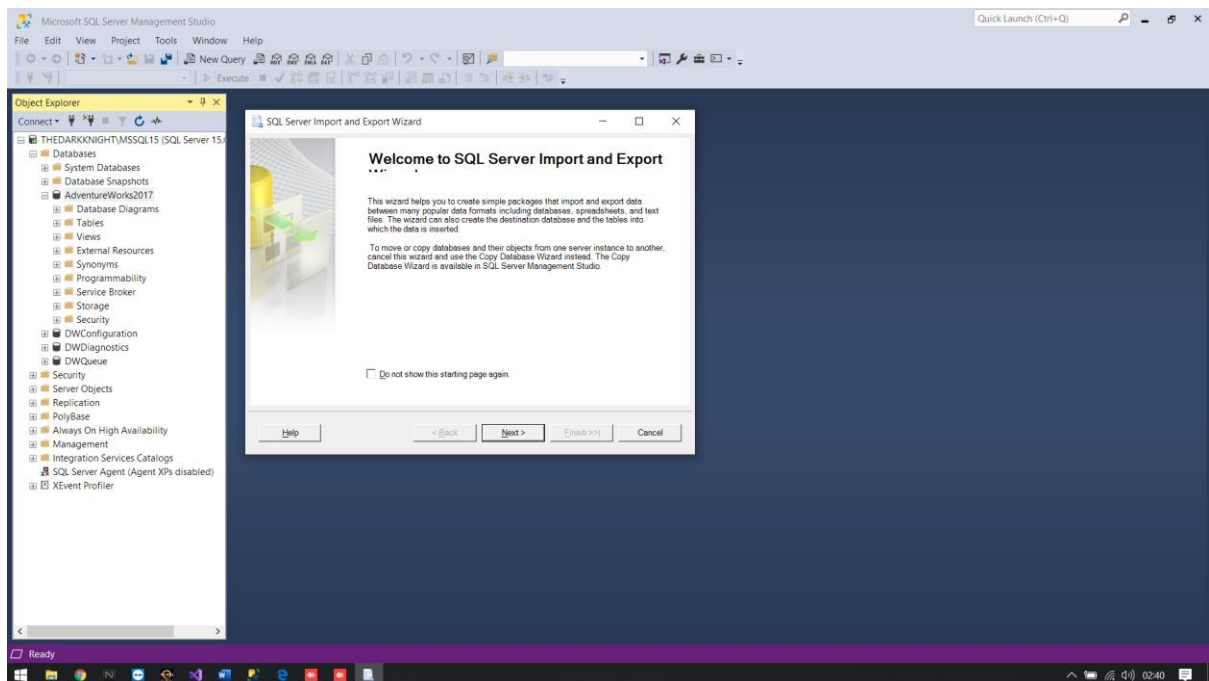 Microsoft SQL Server Management Studio
Quick Launch (Ctrl+Q)
File Edit View Project Tools Window Help
New Query
Execute
Object Explorer
Connect
THEDARKKNIGHT\MSSQL15 (SQL Server 15.
Databases
System Databases
Database Snapshots
AdventureWorks2017
Database Diagrams
Tables
Views
External Resources
Synonyms
Programmability
Service Broker
Storage
Security
DWConfiguration
DWDiagnostics
DWQueue
Security
Server Objects
Replication
PolyBase
Always On High Availability
Management
Integration Services Catalogs
SQL Server Agent (Agent XPs disabled)
XEvent Profiler
SQL Server Import and Export Wizard
Welcome to SQL Server Import and Export
This wizard helps you to create simple packages that import and export data
between many popular data formats including databases, spreadsheets, and text
files. The wizard can also create the destination database and the tables into
which the data is inserted.
To move or copy databases and their objects from one server instance to another,
cancel this wizard and use the Copy Database Wizard instead. The Copy
Database Wizard is available in SQL Server Management Studio.
Do not show this starting page again.
Help < Back Next > Finish >>| Cancel
Ready
02:40